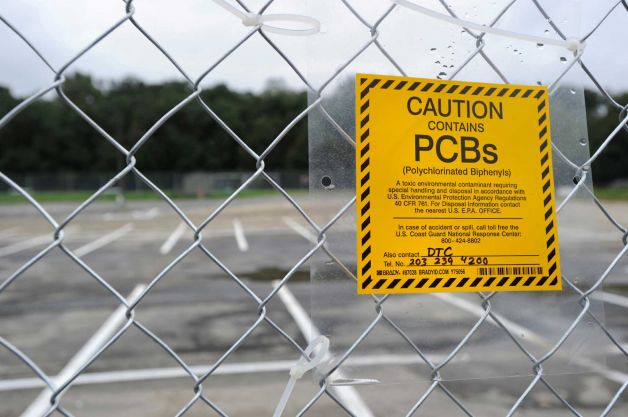 CAUTION
CONTAINS
PCBs
(Polychlorinated Biphenyls)
A toxic environmental contaminant requiring
special handling and disposal in accordance with
U.S. Environmental Protection Agency Regulations
40 CFR 761. For Disposal Information contact
the nearest U.S. E.P.A. OFFICE.
In case of accident or spill, call toll free the
U.S. Coast Guard National Response Center:
800-424-8802
Also contact DTC
Tel. No. 203 239 4200
BRADY. BRADYID.COM